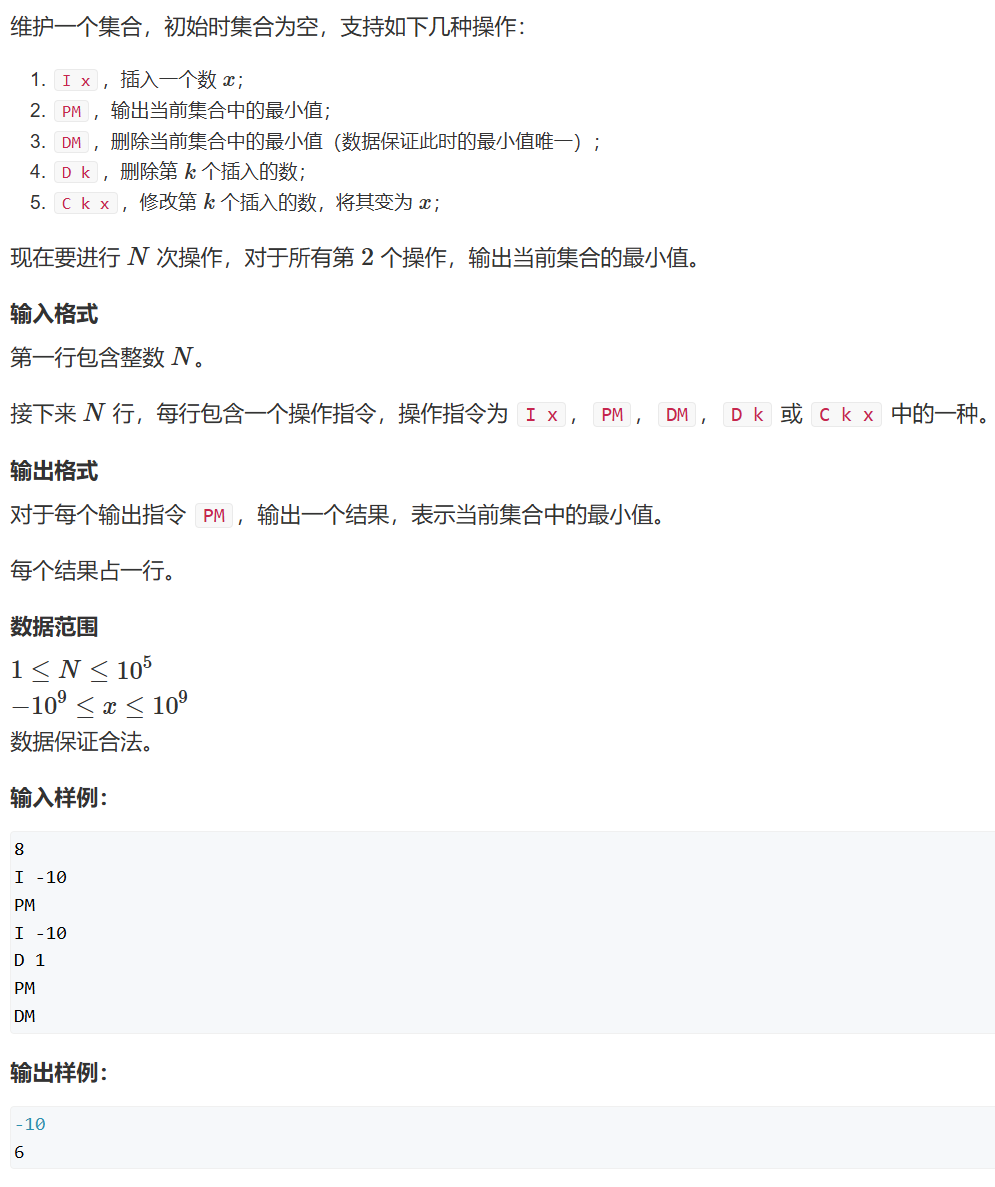 维护一个集合，初始时集合为空，支持如下几种操作：
1. I x ，插入一个数 x；
2. PM ，输出当前集合中的最小值；
3. DM ，删除当前集合中的最小值（数据保证此时的最小值唯一）；
4. D k ，删除第 k 个插入的数；
5. C k x ，修改第 k 个插入的数，将其变为 x；
现在要进行 N 次操作，对于所有第 2 个操作，输出当前集合的最小值。
输入格式
第一行包含整数 N。
接下来 N 行，每行包含一个操作指令，操作指令为 I x ， PM ， DM ， D k 或 C k x 中的一种。
输出格式
对于每个输出指令 PM ，输出一个结果，表示当前集合中的最小值。
每个结果占一行。
数据范围
1 ≤ N ≤ 10^5
−10^9 ≤ x ≤ 10^9
数据保证合法。
输入样例：
8
I -10
PM
I -10
D 1
PM
DM
输出样例：
-10
6